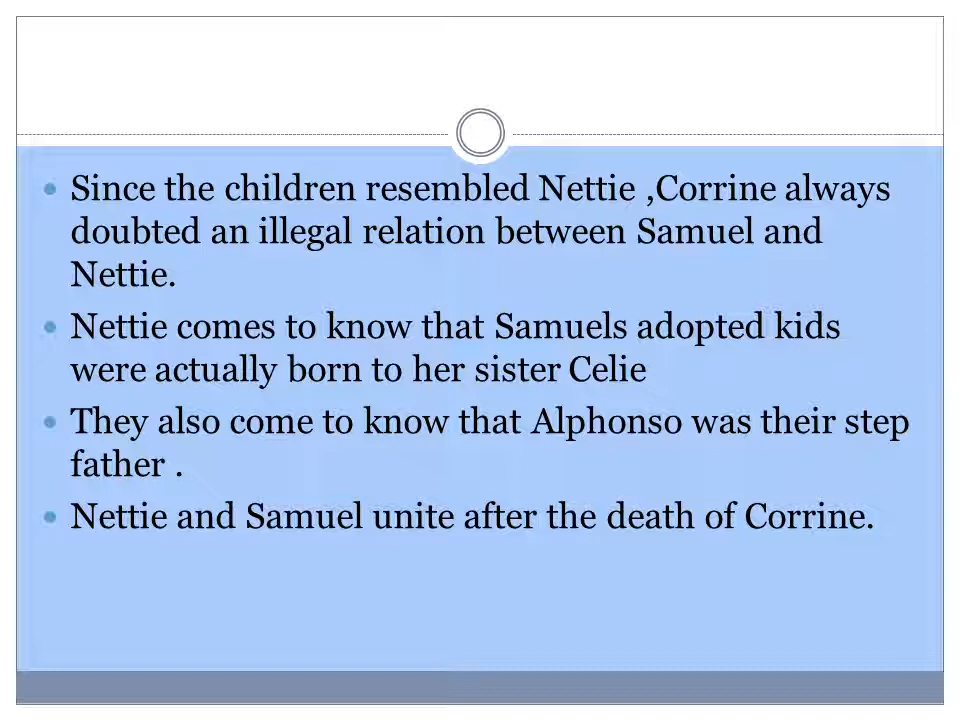 Since the children resembled Nettie ,Corrine always
doubted an illegal relation between Samuel and
Nettie.
Nettie comes to know that Samuels adopted kids
were actually born to her sister Celie
They also come to know that Alphonso was their step
father .
Nettie and Samuel unite after the death of Corrine.